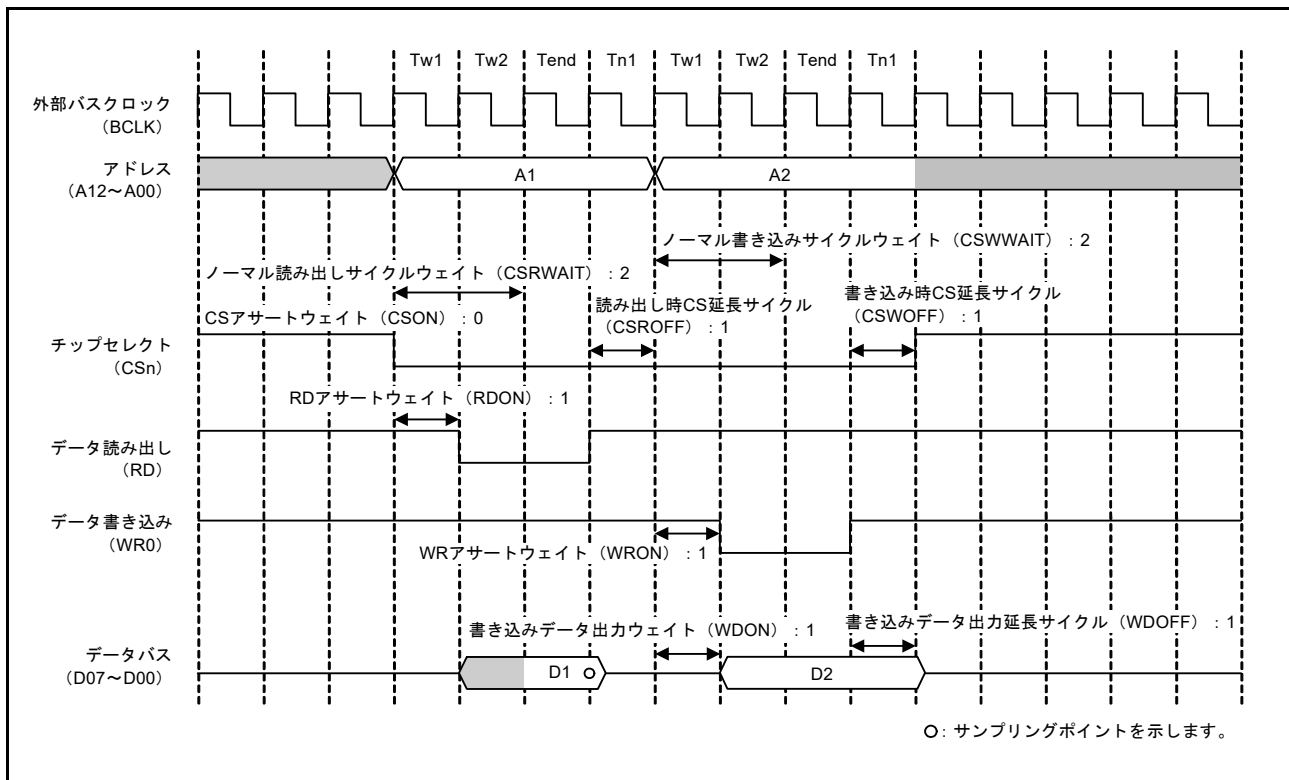 Tw1 Tw2 Tend Tn1 Tw1 Tw2 Tend Tn1
外部バスクロック
（BCLK）
アドレス
（A12～A00）
A1
A2
ノーマル書き込みサイクルウェイト（CSWWAIT）：2
ノーマル読み出しサイクルウェイト（CSRWAIT）：2
読み出し時CS延長サイクル
（CSROFF）：1
書き込み時CS延長サイクル
（CSWOFF）：1
CSアサートウェイト（CSON）：0
チップセレクト
（CSn）
RDアサートウェイト（RDON）：1
データ読み出し
（RD）
データ書き込み
（WR0）
WRアサートウェイト（WRON）：1
書き込みデータ出力ウェイト（WDON）：1
書き込みデータ出力延長サイクル（WDOFF）：1
データバス
（D07～D00）
D1
D2
：サンプリングポイントを示します。